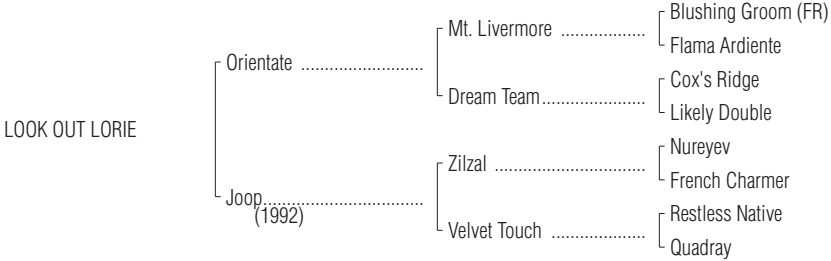 Blushing Groom (FR)
Mt. Livermore ...................
Flama Ardiente
Orientate ..........................
Cox's Ridge
Dream Team......................
Likely Double
LOOK OUT LORIE
Nureyev
Zilzal ................................
French Charmer
Joop..................................
(1992)
Restless Native
Velvet Touch ....................
Quadray